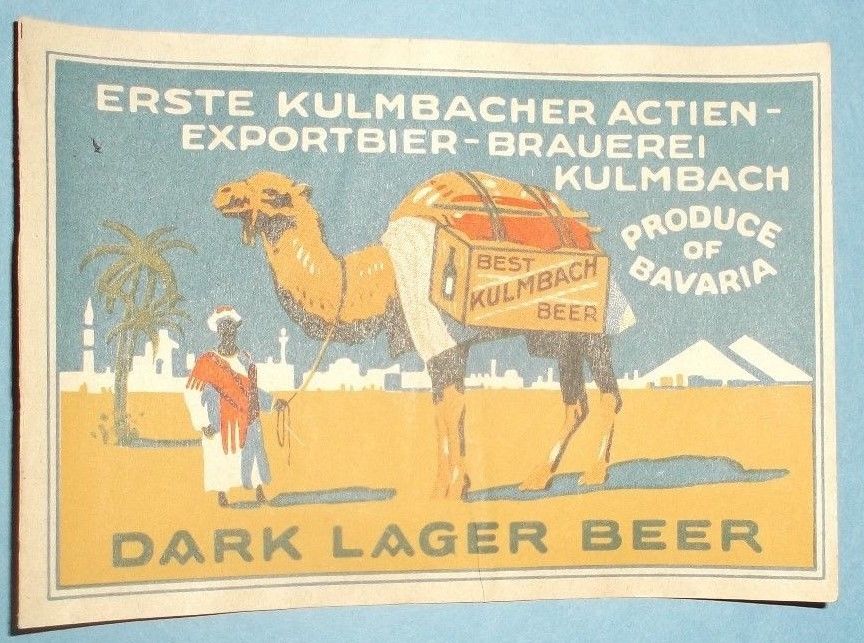 ERSTE KULMBACHER ACTIEN-
EXPORTBIER-BRAUEREI
KULMBACH
PRODUCE
OF
BAVARIA
BEST
KULMBACH
BEER
DARK LAGER BEER